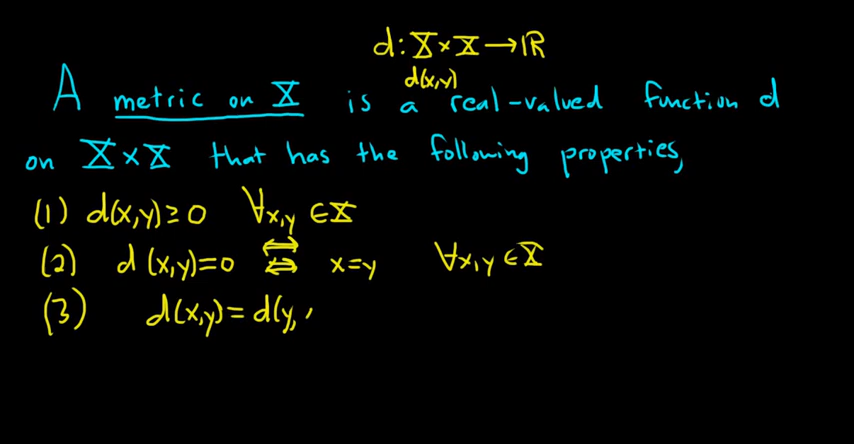 d: X × X → ℝ
d(x,y)
A metric on X is a real-valued function d
on X × X that has the following properties,
(1) d(x,y) ≥ 0 ∀x,y ∈ X
(2) d(x,y)=0 ⇔ x=y ∀x,y ∈ X
(3) d(x,y) = d(y,